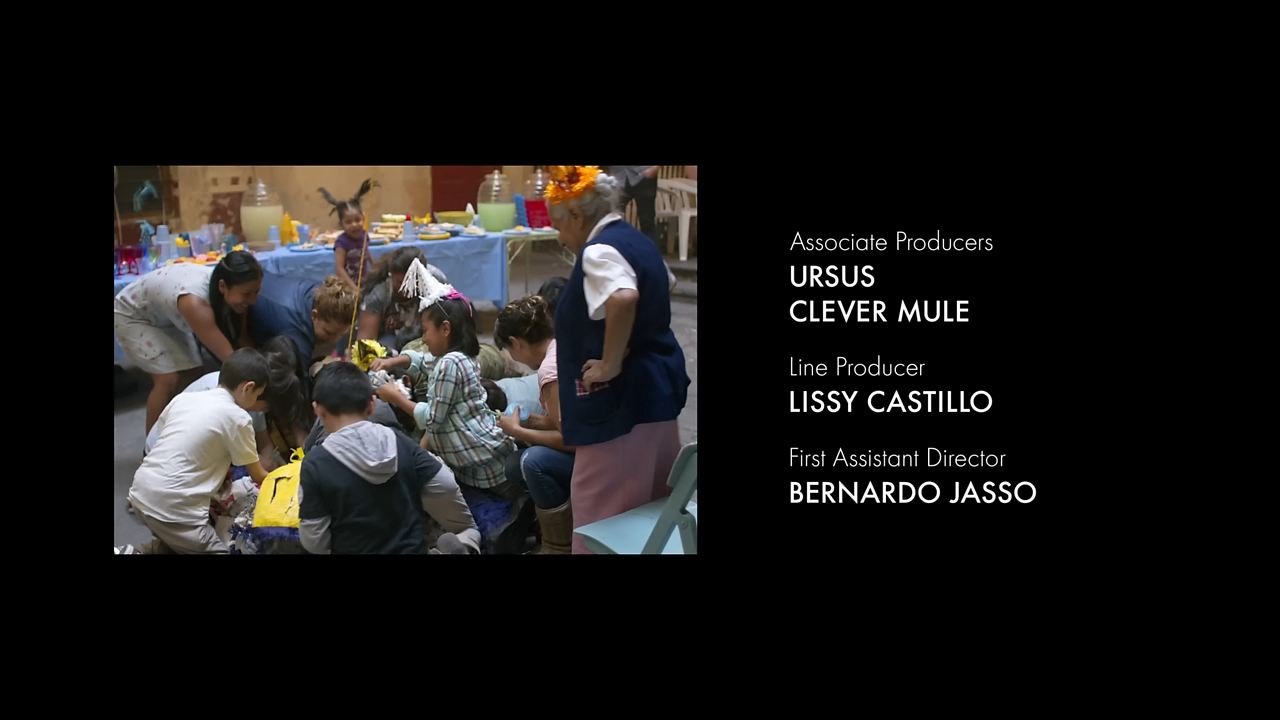 Associate Producers
URSUS
CLEVER MULE
Line Producer
LISSY CASTILLO
First Assistant Director
BERNARDO JASSO